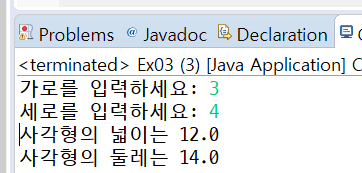 Problems @ Javadoc Declaration
<terminated> Ex03 (3) [Java Application]
가로를 입력하세요: 3
세로를 입력하세요: 4
사각형의 넓이는 12.0
사각형의 둘레는 14.0